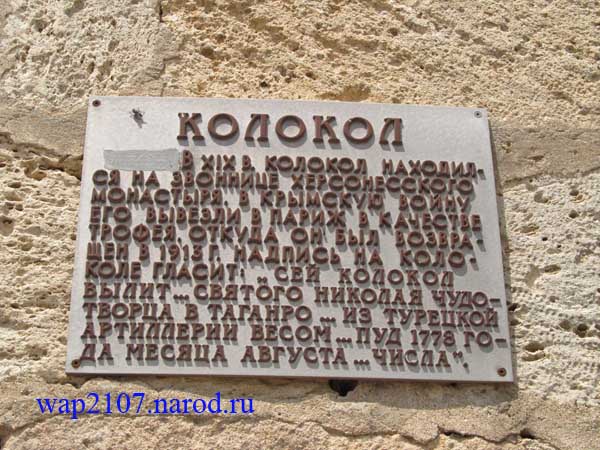 КОЛОКОЛ
В XIX В. КОЛОКОЛ НАХОДИЛ-
СЯ НА ЗВОННИЦЕ ХЕРСОНЕССКОГО
МОНАСТЫРЯ. В КРЫМСКУЮ ВОЙНУ
ЕГО ВЫВЕЗЛИ В ПАРИЖ В КАЧЕСТВЕ
ТРОФЕЯ, ОТКУДА ОН БЫЛ ВОЗВРА-
ЩЕН В 1913 Г. НАДПИСЬ НА КОЛО-
КОЛЕ ГЛАСИТ: „СЕЙ КОЛОКОЛ
ВЫЛИТ... СВЯТОГО НИКОЛАЯ ЧУДО-
ТВОРЦА В ТАГАНРО... ИЗ ТУРЕЦКОЙ
АРТИЛЛЕРИИ ВЕСОМ... ПУД 1778 ГО-
ДА МЕСЯЦА АВГУСТА... ЧИСЛА”.
wap2107.narod.ru